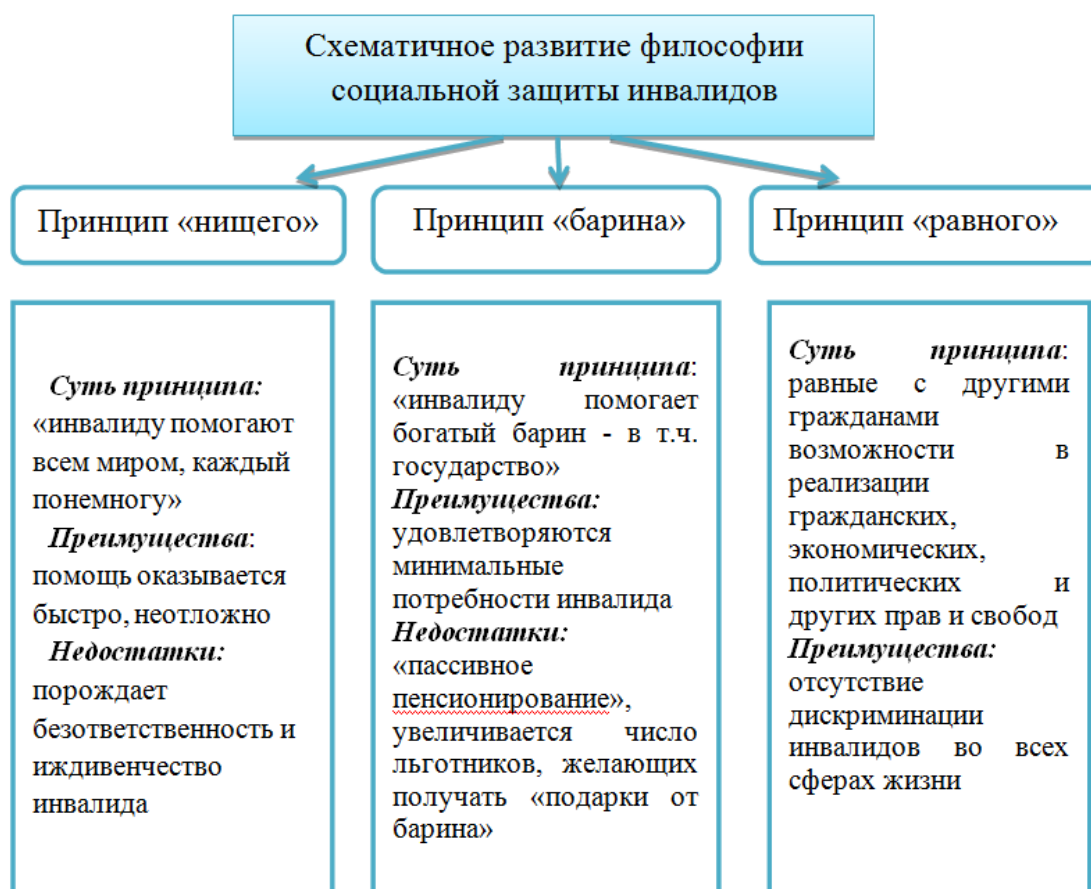 Схематичное развитие философии
социальной защиты инвалидов
Принцип «нищего»
Принцип «барина»
Принцип «равного»
Суть принципа:
«инвалиду помогают
всем миром, каждый
понемногу»
Преимущества:
помощь оказывается
быстро, неотложно
Недостатки:
порождает
безответственность и
иждивенчество
инвалида
Суть принципа:
«инвалиду помогает
богатый барин - в т.ч.
государство»
Преимущества:
удовлетворяются
минимальные
потребности инвалида
Недостатки:
«пассивное
пенсионирование»,
увеличивается число
льготников, желающих
получать «подарки от
барина»
Суть принципа:
равные с другими
гражданами
возможности в
реализации
гражданских,
экономических,
политических и
других прав и свобод
Преимущества:
отсутствие
дискриминации
инвалидов во всех
сферах жизни